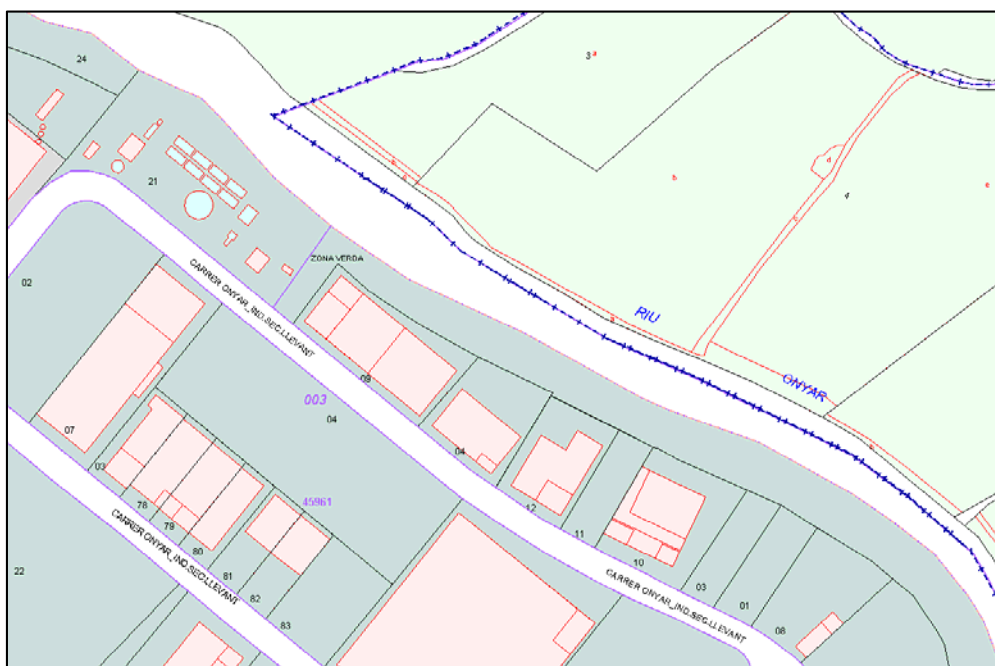 24
3
a
d
b
b
4
e
21
c
ZONA VERDA
02
CARRER ONYAR_IND.SEC.LLEVANT
RIU
a
ONYAR
09
003
04
07
04
03
45961
78
12
79
11
80
10
CARRER ONYAR_IND.SEC.LLEVANT
CARRER ONYAR_IND.SEC.LLEVANT
22
81
03
82
01
83
08